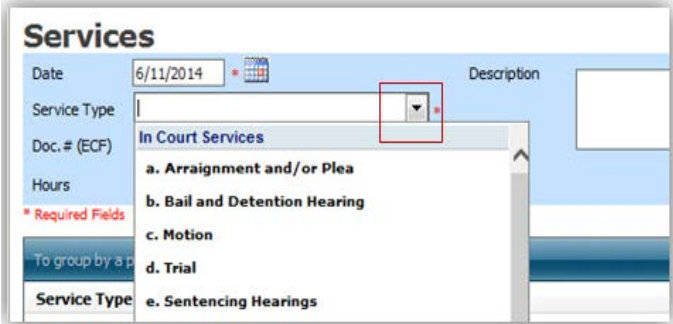 Services
Date 6/11/2014 * Description
Service Type *
In Court Services
Doc.# (ECF)
a. Arraignment and/or Plea
Hours
b. Bail and Detention Hearing
* Required Fields
c. Motion
To group by a p
d. Trial
Service Type
e. Sentencing Hearings